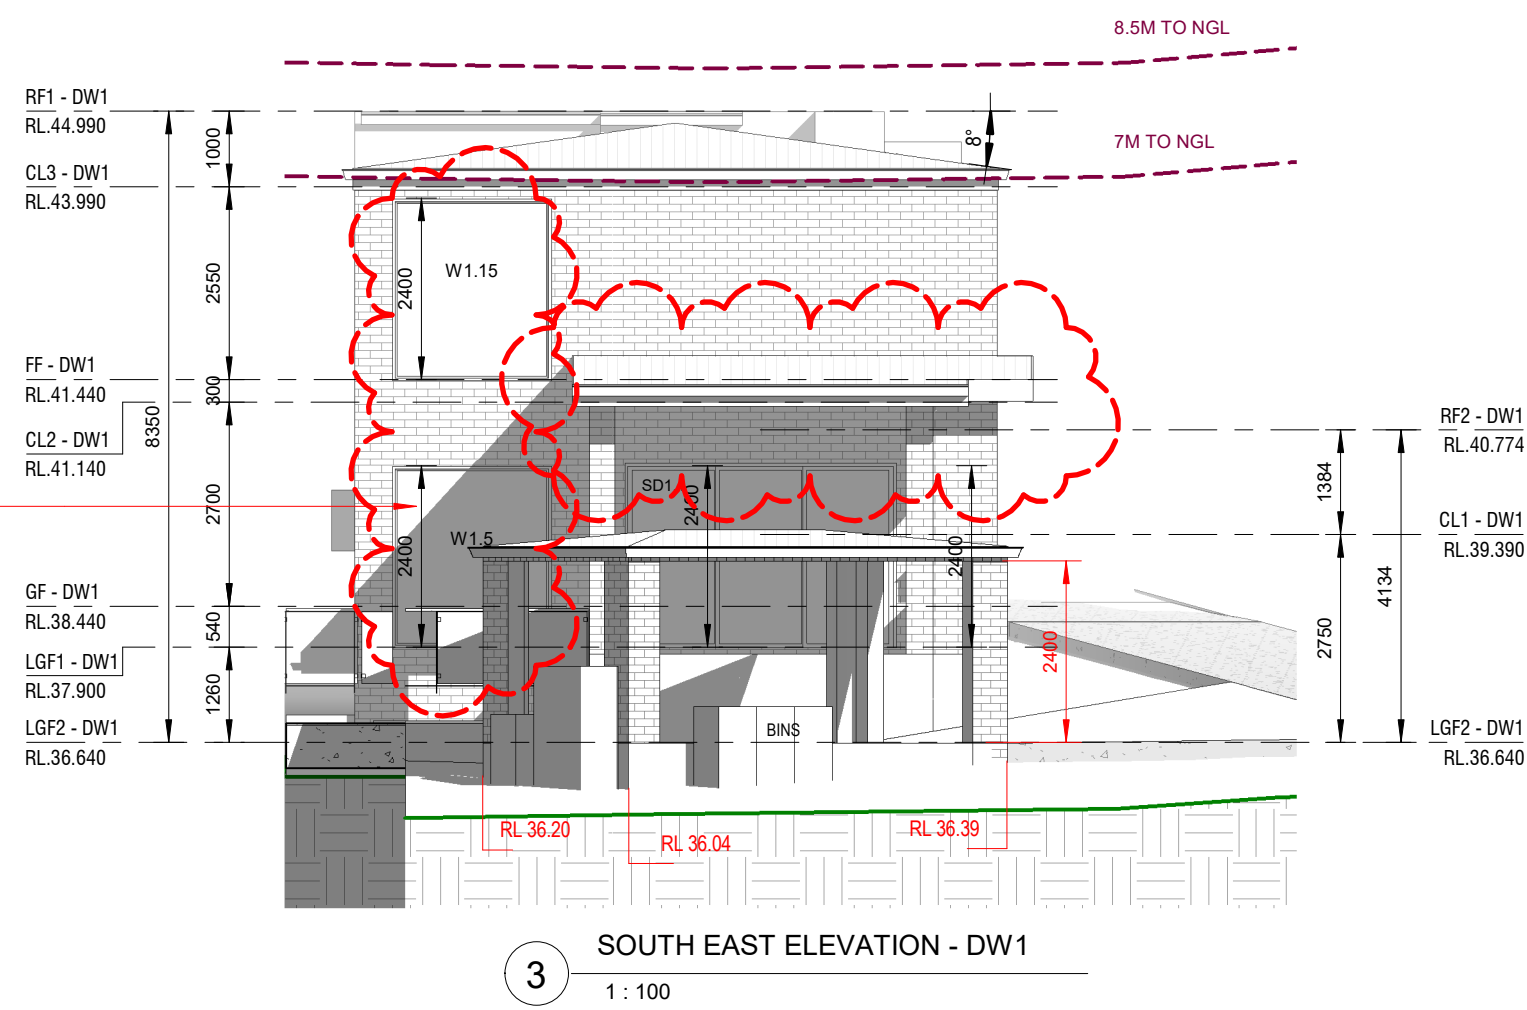 8.5M TO NGL
RF1 - DW1
RL.44.990
1000
8°
7M TO NGL
CL3 - DW1
RL.43.990
2550
2400
W1.15
FF - DW1
RL.41.440
300
8350
CL2 - DW1
RL.41.140
RF2 - DW1
RL.40.774
2700
SD1
2400
1384
CL1 - DW1
RL.39.390
W1.5
2400
2400
4134
GF - DW1
RL.38.440
540
2400
2750
LGF1 - DW1
RL.37.900
1260
LGF2 - DW1
RL.36.640
BINS
LGF2 - DW1
RL.36.640
RL 36.20
RL 36.04
RL 36.39
3
SOUTH EAST ELEVATION - DW1
1 : 100